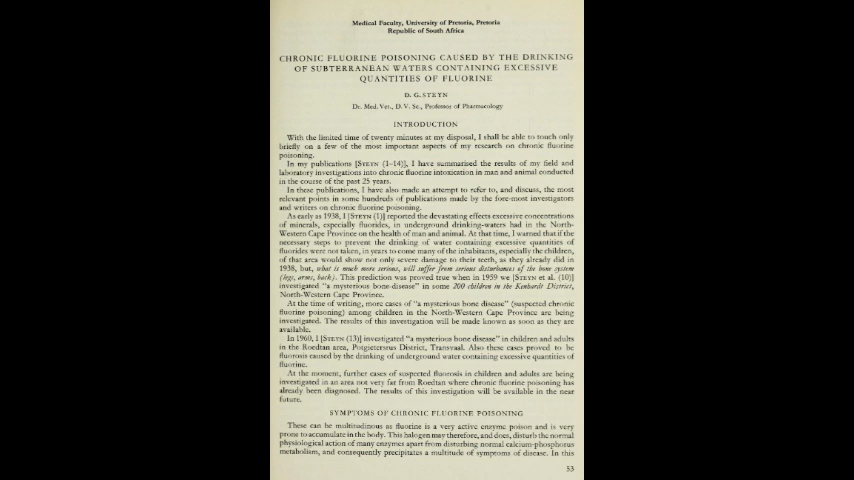 Medical Faculty, University of Pretoria, Pretoria
Republic of South Africa
CHRONIC FLUORINE POISONING CAUSED BY THE DRINKING
OF SUBTERRANEAN WATERS CONTAINING EXCESSIVE
QUANTITIES OF FLUORINE
D. G. STEYN
Dr. Med. Vet., D.V. Sc., Professor of Pharmacology
INTRODUCTION
With the limited time of twenty minutes at my disposal, I shall be able to touch only
briefly on a few of the most important aspects of my research on chronic fluorine
poisoning.
In my publications [STEYN (1–14)], I have summarised the results of my field and
laboratory investigations into chronic fluorine intoxication in man and animal conducted
in the course of the past 25 years.
In these publications, I have also made an attempt to refer to, and discuss, the most
relevant points in some hundreds of publications made by the fore-most investigators
and writers on chronic fluorine poisoning.
As early as 1938, I [STEYN (1)] reported the devastating effects excessive concentrations
of minerals, especially fluorides, in underground drinking-waters had in the North-
Western Cape Province on the health of man and animal. At that time, I warned that if the
necessary steps to prevent the drinking of water containing excessive quantities of
fluorides were not taken, in years to come many of the inhabitants, especially the children,
of that area would show not only severe damage to their teeth, as they already did in
1938, but, what is much more serious, will suffer from serious disturbances of the bone system
(legs, arms, back). This prediction was proved true when in 1959 we [STEYN et al. (10)]
investigated "a mysterious bone-disease" in some 200 children in the Kenhardt District,
North-Western Cape Province.
At the time of writing, more cases of "a mysterious bone disease" (suspected chronic
fluorine poisoning) among children in the North-Western Cape Province are being
investigated. The results of this investigation will be made known as soon as they are
available.
In 1960, I [STEYN (13)] investigated "a mysterious bone disease" in children and adults
in the Roedtan area, Potgietersrus District, Transvaal. Also these cases proved to be
fluorosis caused by the drinking of underground water containing excessive quantities of
fluorine.
At the moment, further cases of suspected fluorosis in children and adults are being
investigated in an area not very far from Roedtan where chronic fluorine poisoning has
already been diagnosed. The results of this investigation will be available in the near
future.
SYMPTOMS OF CHRONIC FLUORINE POISONING
These can be multitudinous as fluorine is a very active enzyme poison and is very
prone to accumulate in the body. This halogen may therefore, and does, disturb the normal
physiological action of many enzymes apart from disturbing normal calcium-phosphorus
metabolism, and consequently precipitates a multitude of symptoms of disease. In this
53